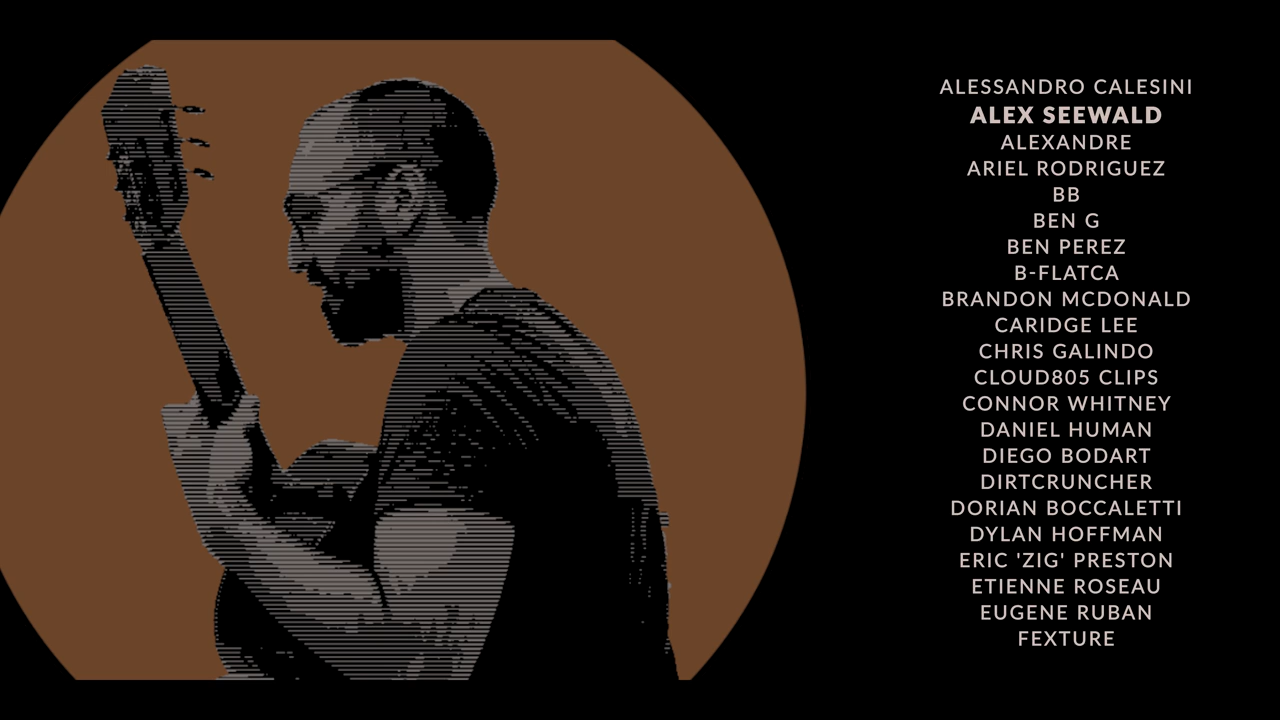 ALESSANDRO CALESINI
ALEX SEEWALD
ALEXANDRE
ARIEL RODRIGUEZ
BB
BEN G
BEN PEREZ
B-FLATCA
BRANDON MCDONALD
CARIDGE LEE
CHRIS GALINDO
CLOUD805 CLIPS
CONNOR WHITNEY
DANIEL HUMAN
DIEGO BODART
DIRTCRUNCHER
DORIAN BOCCALETTI
DYLAN HOFFMAN
ERIC 'ZIG' PRESTON
ETIENNE ROSEAU
EUGENE RUBAN
FEXTURE